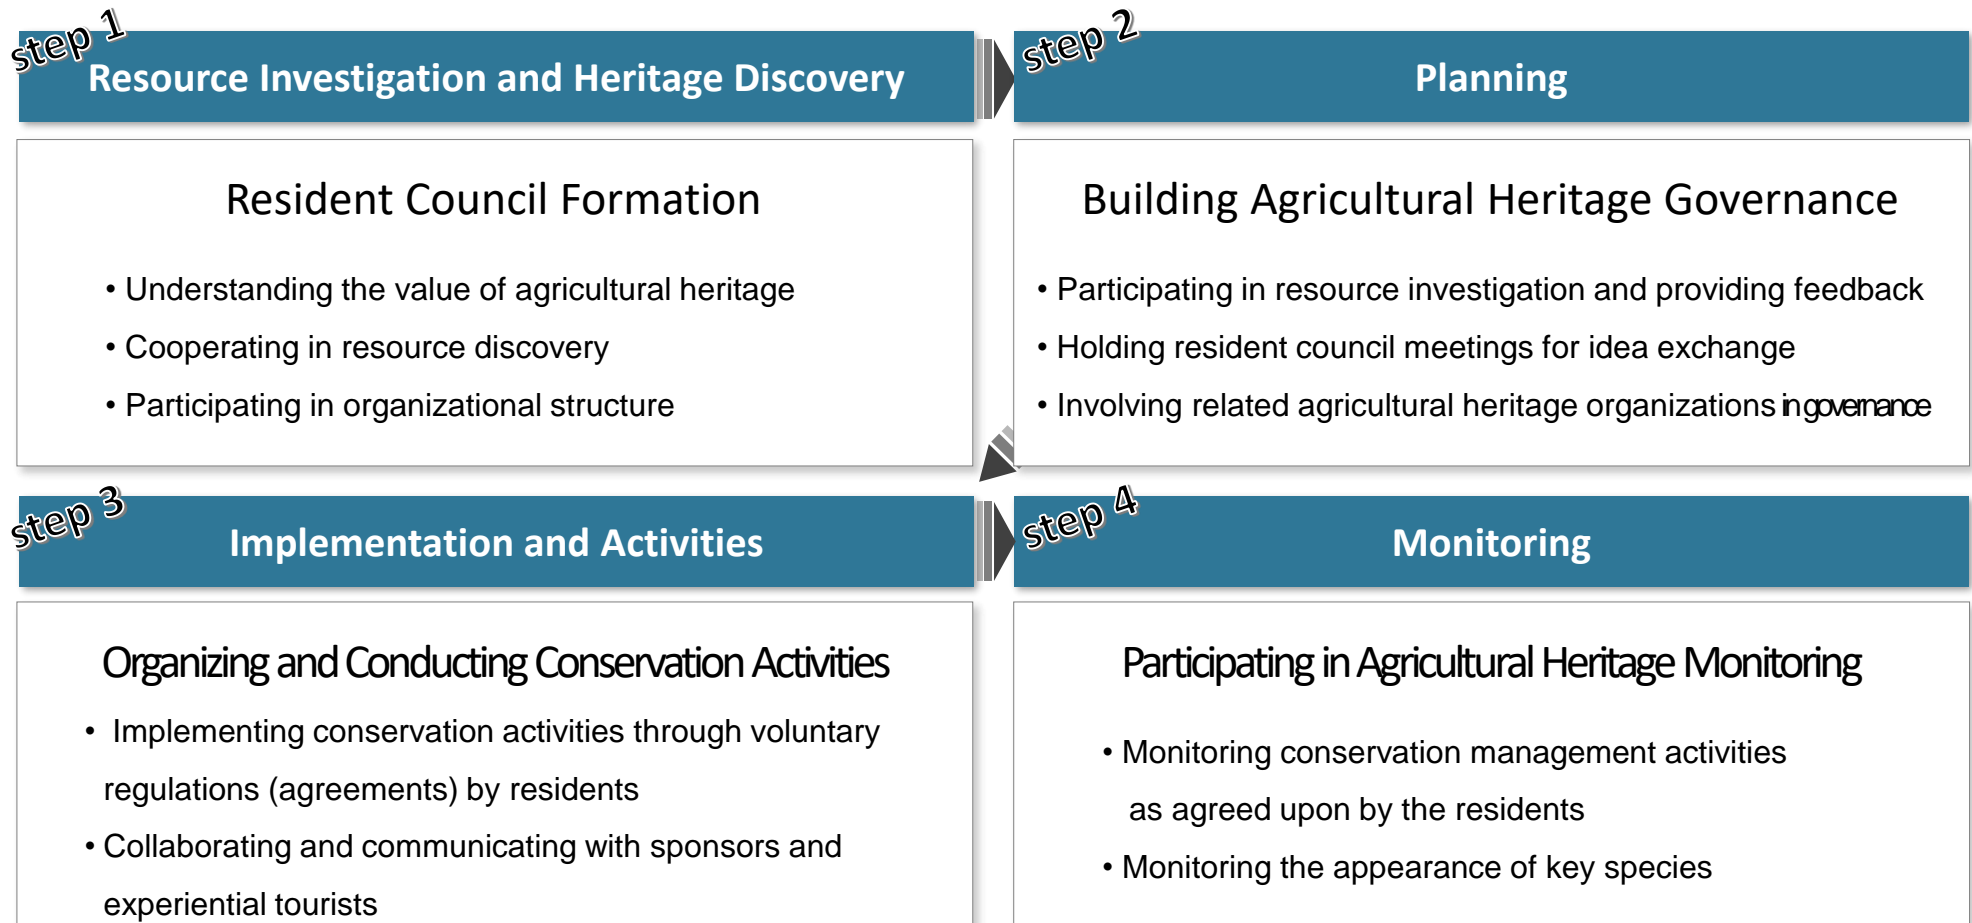 step 1
Resource Investigation and Heritage Discovery
Resident Council Formation
• Understanding the value of agricultural heritage
• Cooperating in resource discovery
• Participating in organizational structure
step 2
Planning
Building Agricultural Heritage Governance
• Participating in resource investigation and providing feedback
• Holding resident council meetings for idea exchange
• Involving related agricultural heritage organizations in governance
step 3
Implementation and Activities
Organizing and Conducting Conservation Activities
• Implementing conservation activities through voluntary
regulations (agreements) by residents
• Collaborating and communicating with sponsors and
experiential tourists
step 4
Monitoring
Participating in Agricultural Heritage Monitoring
• Monitoring conservation management activities
as agreed upon by the residents
• Monitoring the appearance of key species